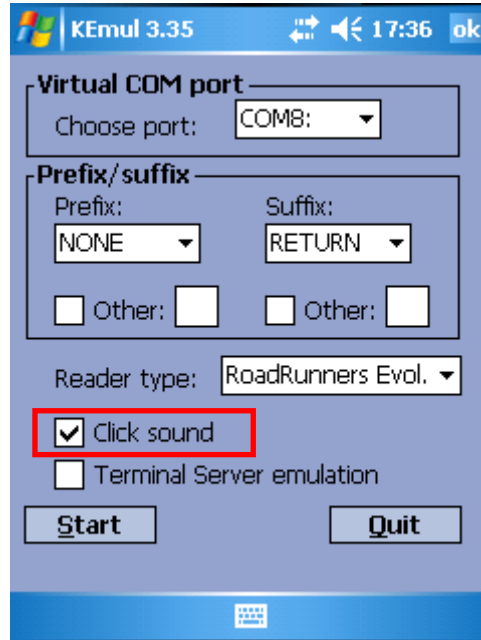 KEmul 3.35 17:36 ok
Virtual COM port
Choose port: COM8:
Prefix/suffix
Prefix: Suffix:
NONE RETURN
Other: Other:
Reader type: RoadRunners Evol.
Click sound
Terminal Server emulation
Start Quit